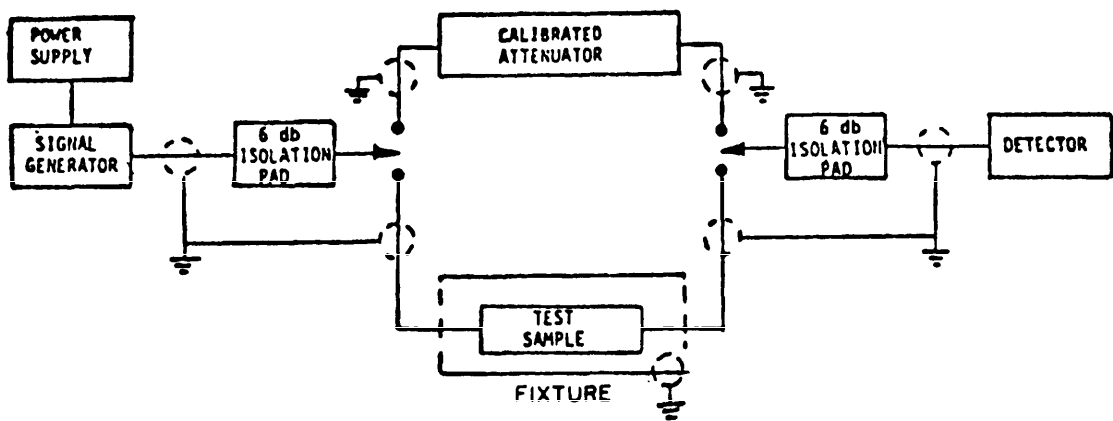 POWER
SUPPLY
CALIBRATED
ATTENUATOR
SIGNAL
GENERATOR
6 db
ISOLATION
PAD
6 db
ISOLATION
PAD
DETECTOR
TEST
SAMPLE
FIXTURE